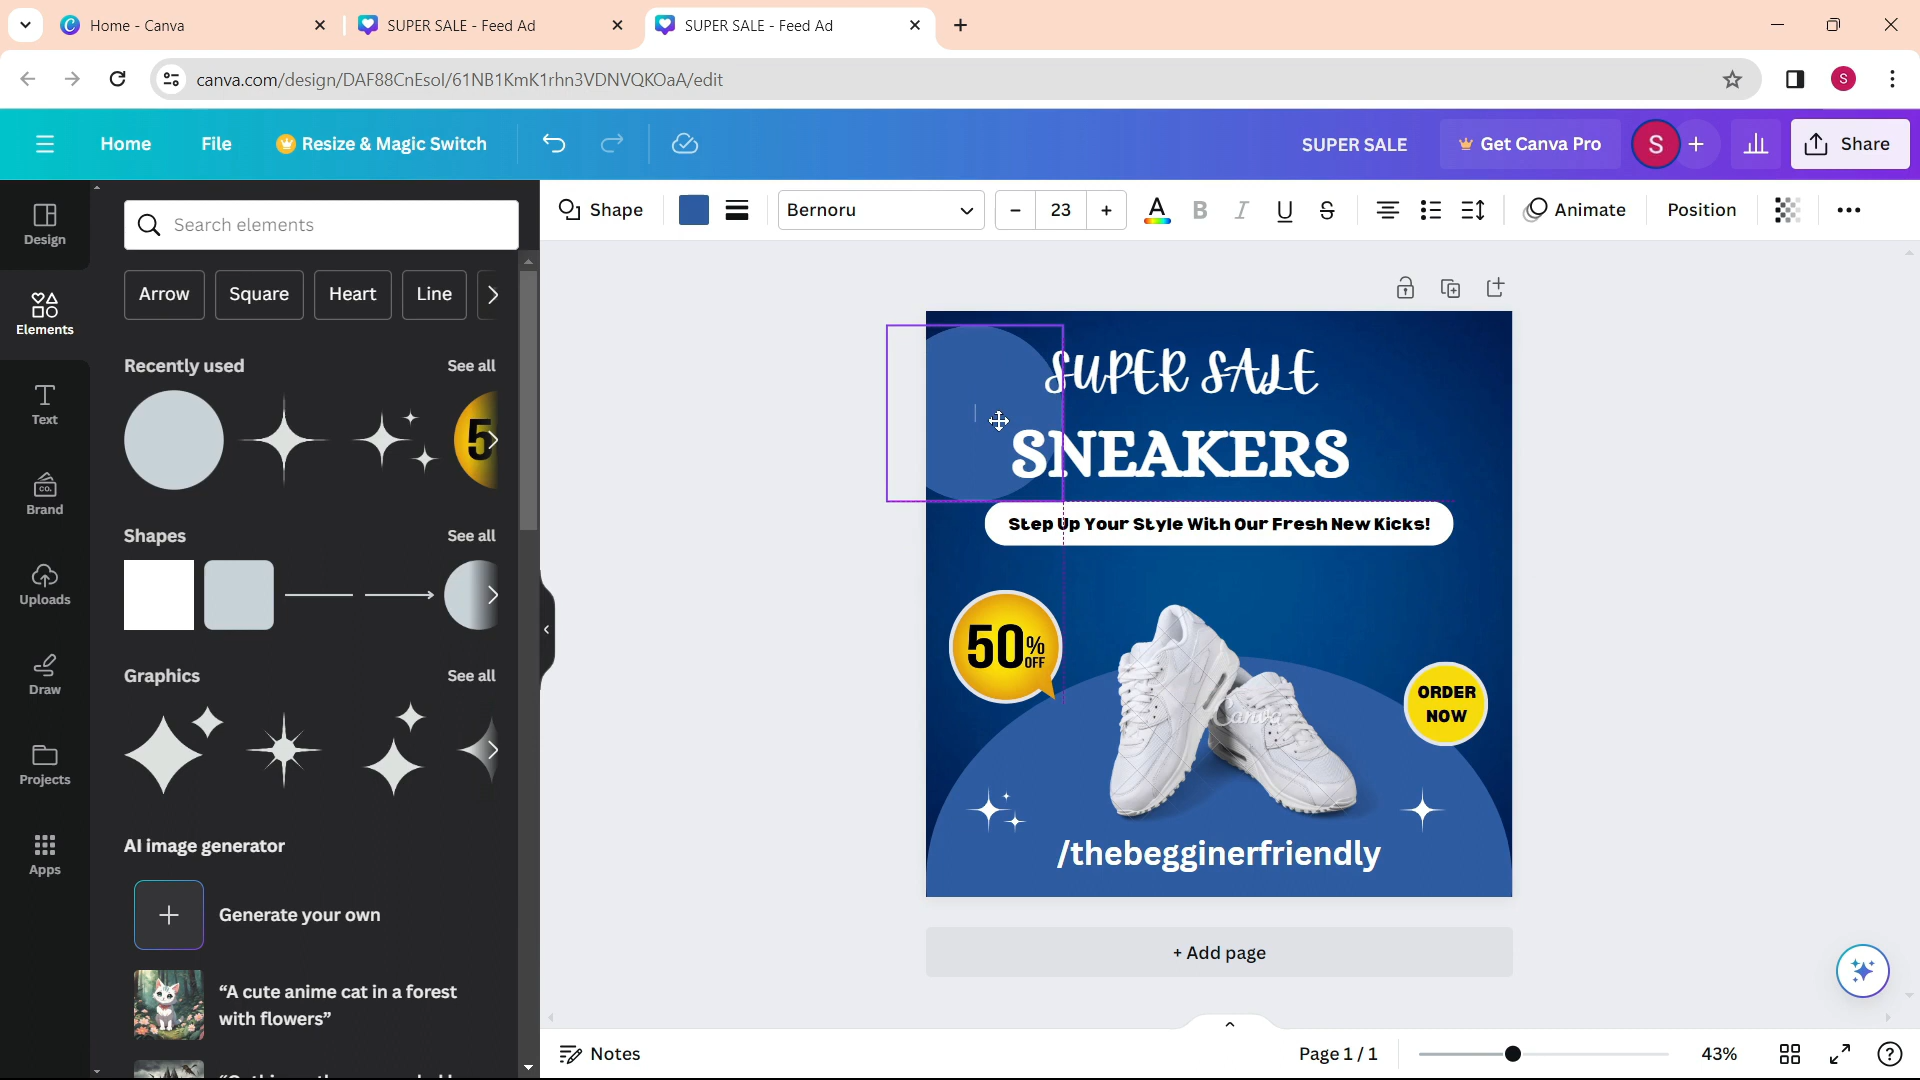 Home - Canva
SUPER SALE - Feed Ad
SUPER SALE - Feed Ad
canva.com/design/DAF88CnEsoI/61NB1KmK1rhn3VDNVQKOaA/edit
Home
File
Resize & Magic Switch
SUPER SALE
Get Canva Pro
S
S
Share
Design
Elements
Text
Brand
CO.
Uploads
Draw
Projects
Apps
Search elements
Arrow
Square
Heart
Line
Recently used
See all
5
Shapes
See all
Graphics
See all
AI image generator
Generate your own
“A cute anime cat in a forest
with flowers”
Shape
Bernoru
23
A
B
I
U
S
Animate
Position
SUPER SALE
SNEAKERS
Step Up Your Style With Our Fresh New Kicks!
50%
OFF
Canva
ORDER
NOW
/thebegginerfriendly
+ Add page
Notes
Page 1 / 1
43%